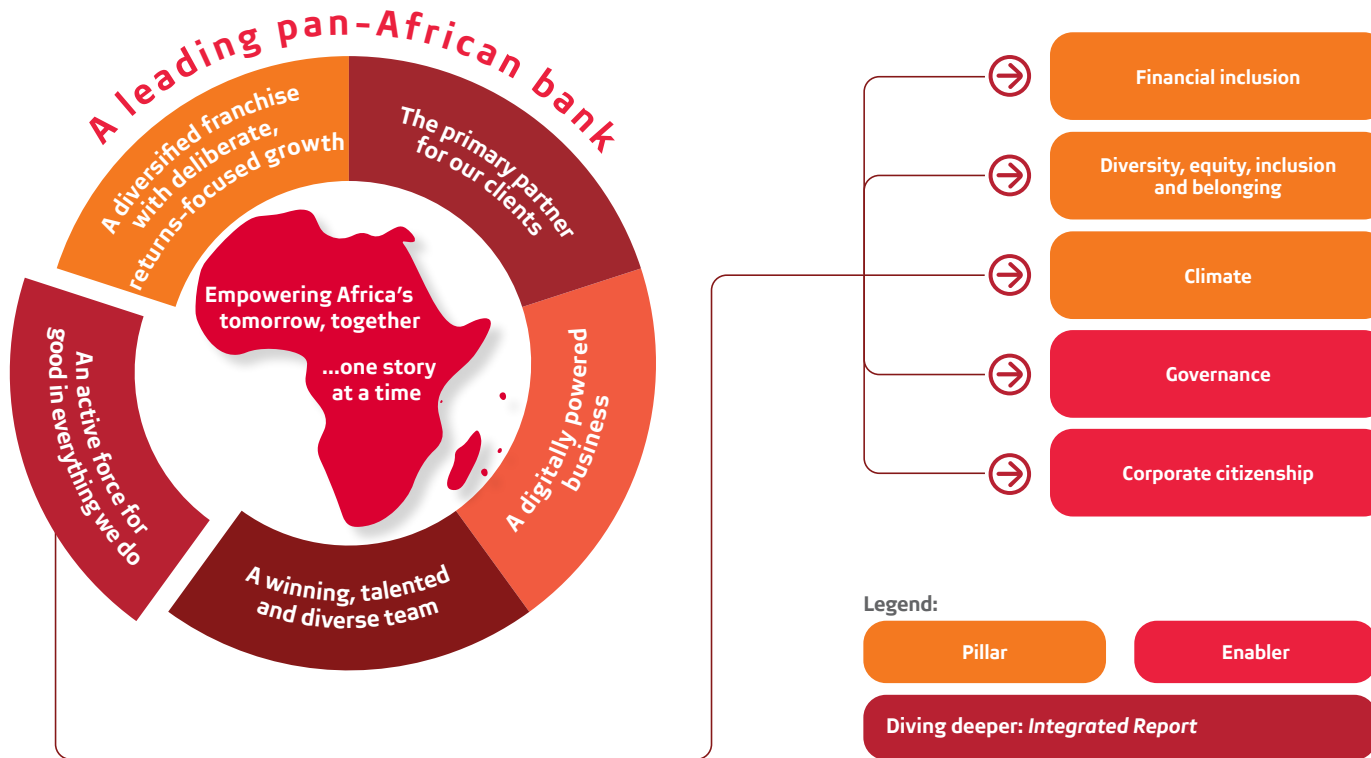 A leading pan-African bank
A diversified franchise
with deliberate,
returns-focused growth
The primary partner
for our clients
A digitally powered
business
A winning, talented
and diverse team
An active force for
good in everything we do
Empowering Africa's
tomorrow, together
...one story
at a time
Financial inclusion
Diversity, equity, inclusion
and belonging
Climate
Governance
Corporate citizenship
Legend:
Pillar
Enabler
Diving deeper: Integrated Report